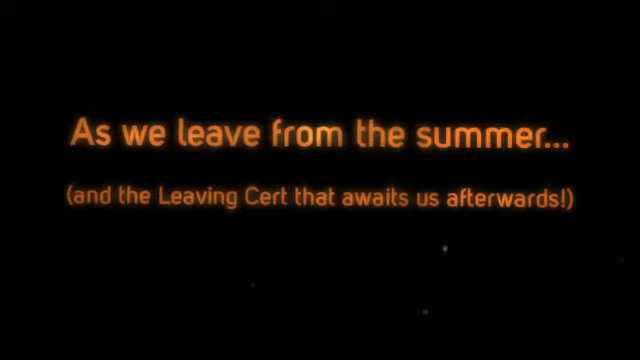 As we leave from the summer...
(and the Leaving Cert that awaits us afterwards!)